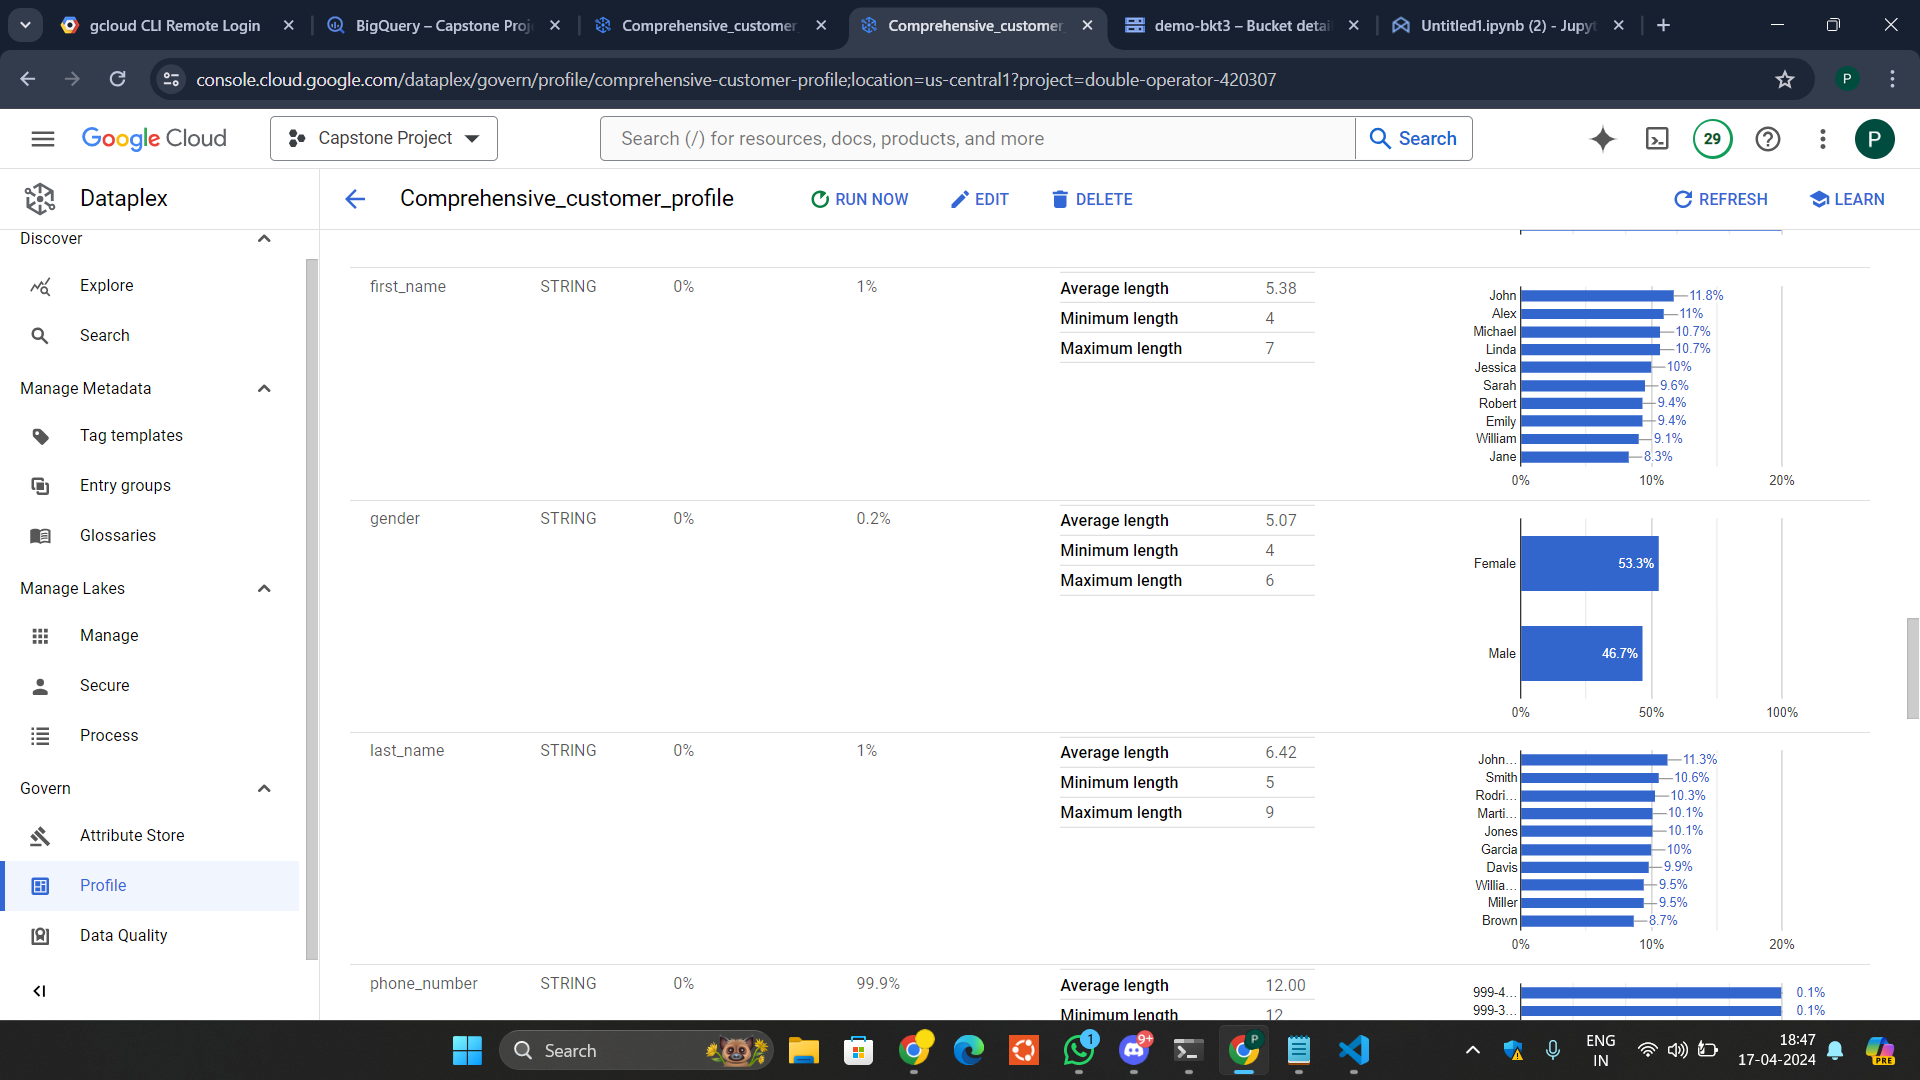 gcloud CLI Remote Login
BigQuery – Capstone Proj
Comprehensive_customer_
Comprehensive_customer_
demo-bkt3 – Bucket detai
Untitled1.ipynb (2) - Jupyt
console.cloud.google.com/dataplex/govern/profile/comprehensive-customer-profile;location=us-central1?project=double-operator-420307
P
Google Cloud
Capstone Project
Search (/) for resources, docs, products, and more
Search
29
P
Dataplex
Comprehensive_customer_profile
RUN NOW
EDIT
DELETE
REFRESH
LEARN
Discover
Explore
Search
Manage Metadata
Tag templates
Entry groups
Glossaries
Manage Lakes
Manage
Secure
Process
Govern
Attribute Store
Profile
Data Quality
first_name STRING 0% 1%
Average length 5.38
Minimum length 4
Maximum length 7
John 11.8%
Alex 11%
Michael 10.7%
Linda 10.7%
Jessica 10%
Sarah 9.6%
Robert 9.4%
Emily 9.4%
William 9.1%
Jane 8.3%
0% 10% 20%
gender STRING 0% 0.2%
Average length 5.07
Minimum length 4
Maximum length 6
Female 53.3%
Male 46.7%
0% 50% 100%
last_name STRING 0% 1%
Average length 6.42
Minimum length 5
Maximum length 9
John... 11.3%
Smith 10.6%
Rodri... 10.3%
Marti... 10.1%
Jones 10.1%
Garcia 10%
Davis 9.9%
Willia... 9.5%
Miller 9.5%
Brown 8.7%
0% 10% 20%
phone_number STRING 0% 99.9%
Average length 12.00
Minimum length 12
999-4... 0.1%
999-3... 0.1%
Search
1
9+
P
ENG
IN
18:47
17-04-2024
PRE